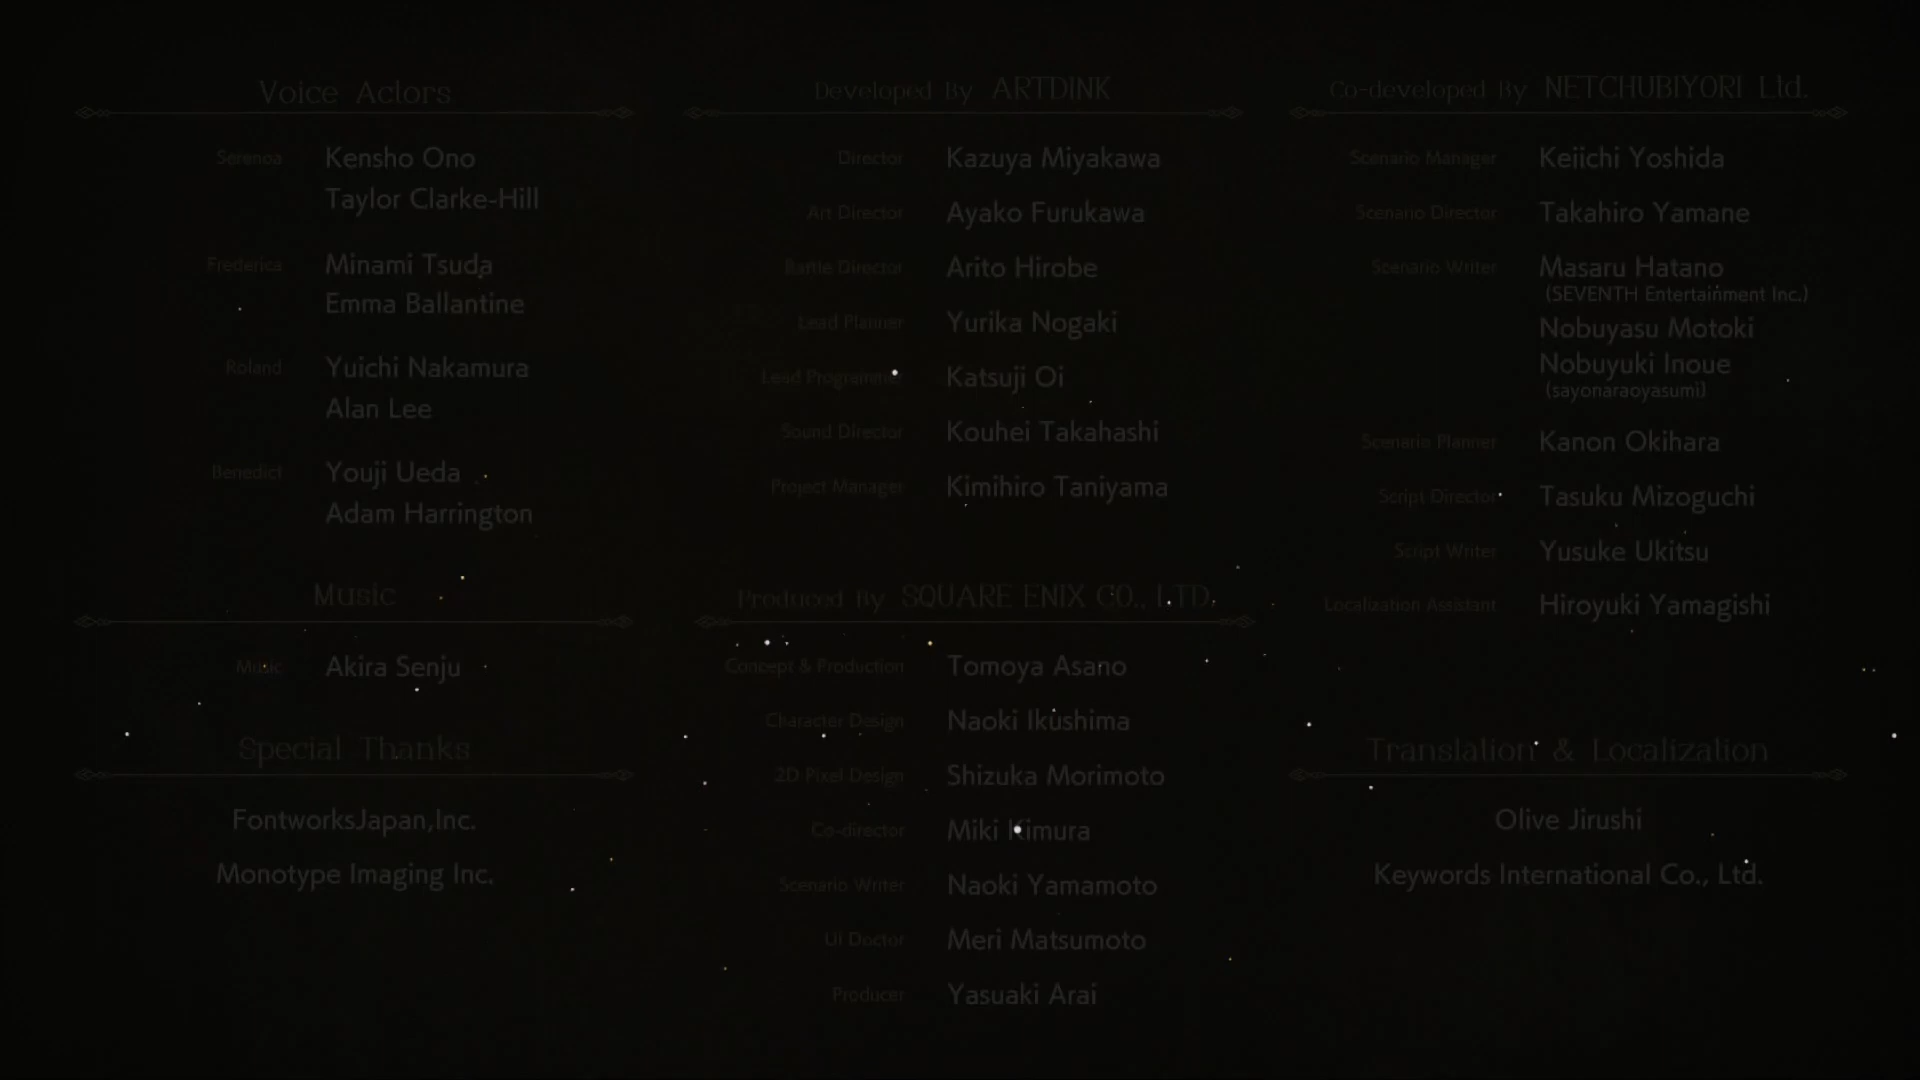 Voice Actors
Serenoa Kensho Ono
Taylor Clarke-Hill
Frederica Minami Tsuda
Emma Ballantine
Roland Yuichi Nakamura
Alan Lee
Benedict Youji Ueda
Adam Harrington
Music
Music Akira Senju
Special Thanks
FontworksJapan,Inc.
Monotype Imaging Inc.
Developed By ARTDINK
Director Kazuya Miyakawa
Art Director Ayako Furukawa
Battle Director Arito Hirobe
Lead Planner Yurika Nogaki
Lead Programmer Katsuji Oi
Sound Director Kouhei Takahashi
Project Manager Kimihiro Taniyama
Produced By SQUARE ENIX CO., LTD.
Concept & Production Tomoya Asano
Character Design Naoki Ikushima
2D Pixel Design Shizuka Morimoto
Co-director Miki Kimura
Scenario Writer Naoki Yamamoto
UI Doctor Meri Matsumoto
Producer Yasuaki Arai
Co-developed By NETCHUBIYORI Ltd.
Scenario Manager Keiichi Yoshida
Scenario Director Takahiro Yamane
Scenario Writer Masaru Hatano
(SEVENTH Entertainment Inc.)
Nobuyasu Motoki
Nobuyuki Inoue
(sayonaraoyasumi)
Scenario Planner Kanon Okihara
Script Director Tasuku Mizoguchi
Script Writer Yusuke Ukitsu
Localization Assistant Hiroyuki Yamagishi
Translation & Localization
Olive Jirushi
Keywords International Co., Ltd.